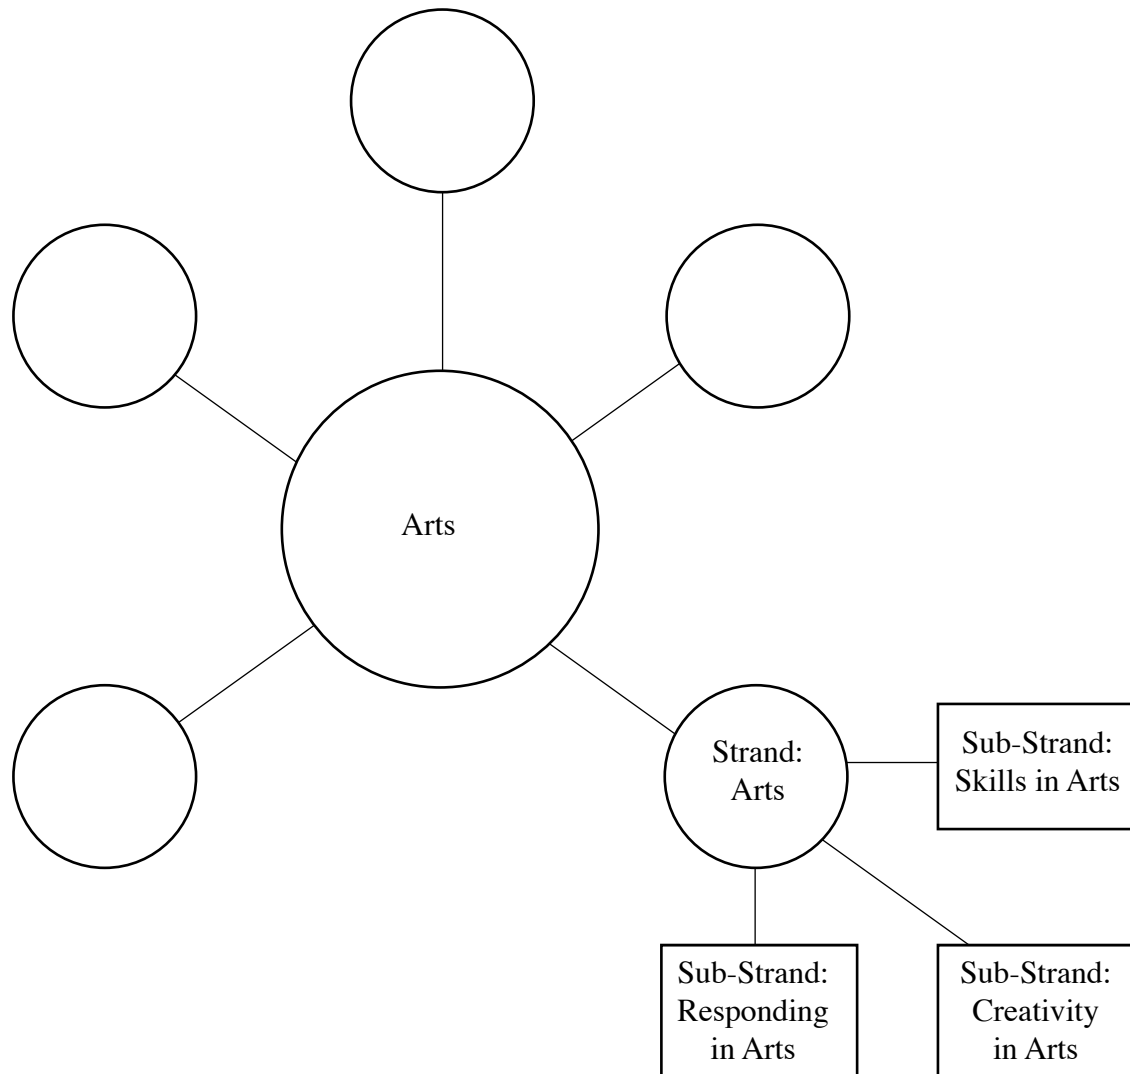 Arts
Strand:
Arts
Sub-Strand:
Skills in Arts
Sub-Strand:
Responding
in Arts
Sub-Strand:
Creativity
in Arts